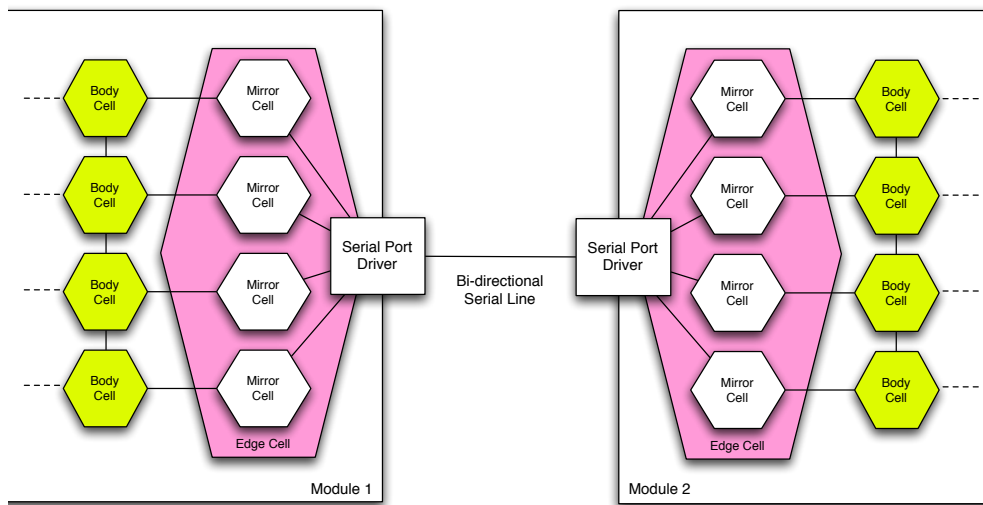 Body
Cell
Mirror
Cell
Body
Cell
Mirror
Cell
Body
Cell
Mirror
Cell
Body
Cell
Mirror
Cell
Edge Cell
Module 1
Serial Port
Driver
Bi-directional
Serial Line
Serial Port
Driver
Mirror
Cell
Body
Cell
Mirror
Cell
Body
Cell
Mirror
Cell
Body
Cell
Mirror
Cell
Body
Cell
Edge Cell
Module 2